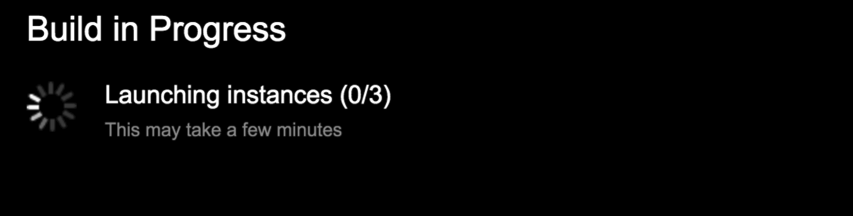 Build in Progress
Launching instances (0/3)
This may take a few minutes